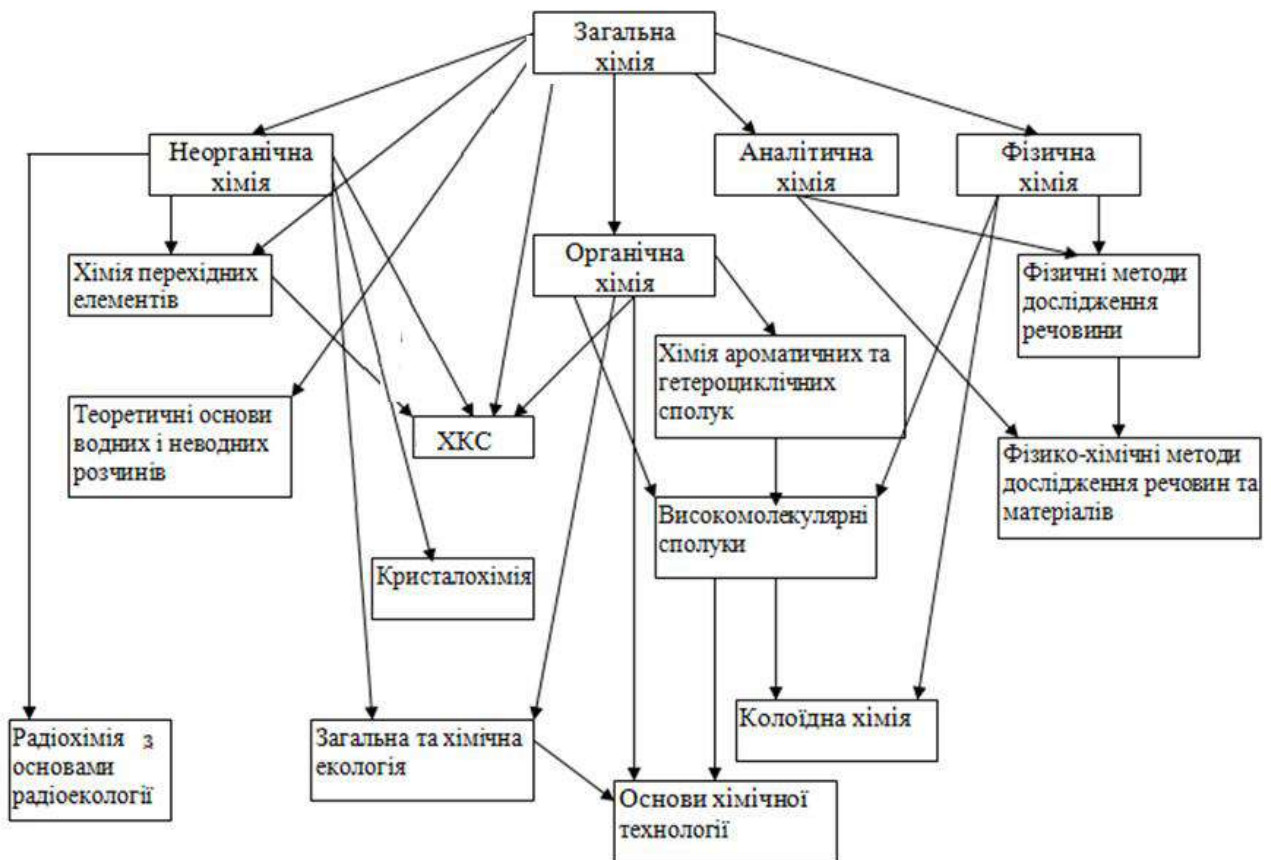 Загальна
хімія
Неорганічна
хімія
Аналітична
хімія
Фізична
хімія
Хімія перехідних
елементів
Органічна
хімія
Фізичні методи
дослідження
речовини
Хімія ароматичних та
гетероциклічних
сполук
Теоретичні основи
водних і неводних
розчинів
ХКС
Фізико-хімічні методи
дослідження речовин та
матеріалів
Високомолекулярні
сполуки
Кристалохімія
Радіохімія з
основами
радіоекології
Загальна та хімічна
екологія
Колоїдна хімія
Основи хімічної
технології